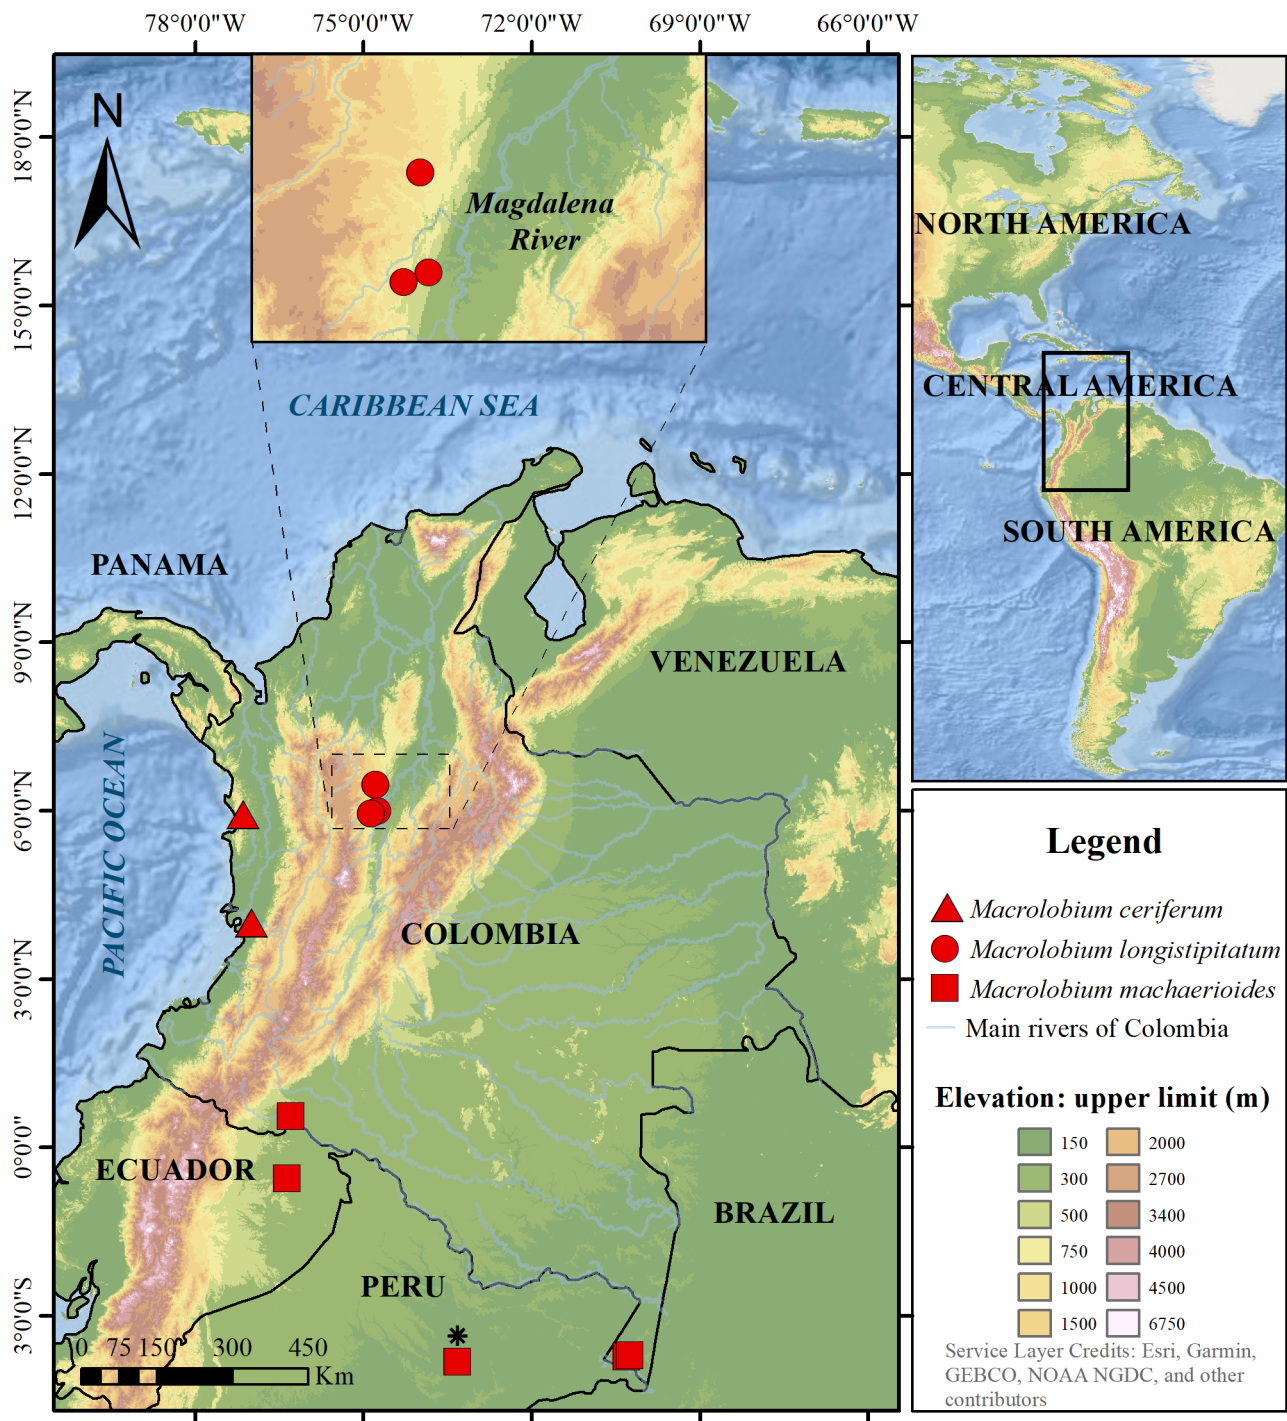 78°0'0"W
75°0'0"W
72°0'0"W
69°0'0"W
66°0'0"W
18°0'0"N
15°0'0"N
12°0'0"N
9°0'0"N
6°0'0"N
3°0'0"N
0°0'0"
3°0'0"S
N
Magdalena
River
CARIBBEAN SEA
PANAMA
VENEZUELA
PACIFIC OCEAN
COLOMBIA
ECUADOR
BRAZIL
PERU
*
0 75 150 300 450
Km
NORTH AMERICA
CENTRAL AMERICA
SOUTH AMERICA
Legend
Macrolobium ceriferum
Macrolobium longistipitatum
Macrolobium machaerioides
Main rivers of Colombia
Elevation: upper limit (m)
150 2000
300 2700
500 3400
750 4000
1000 4500
1500 6750
Service Layer Credits: Esri, Garmin,
GEBCO, NOAA NGDC, and other
contributors